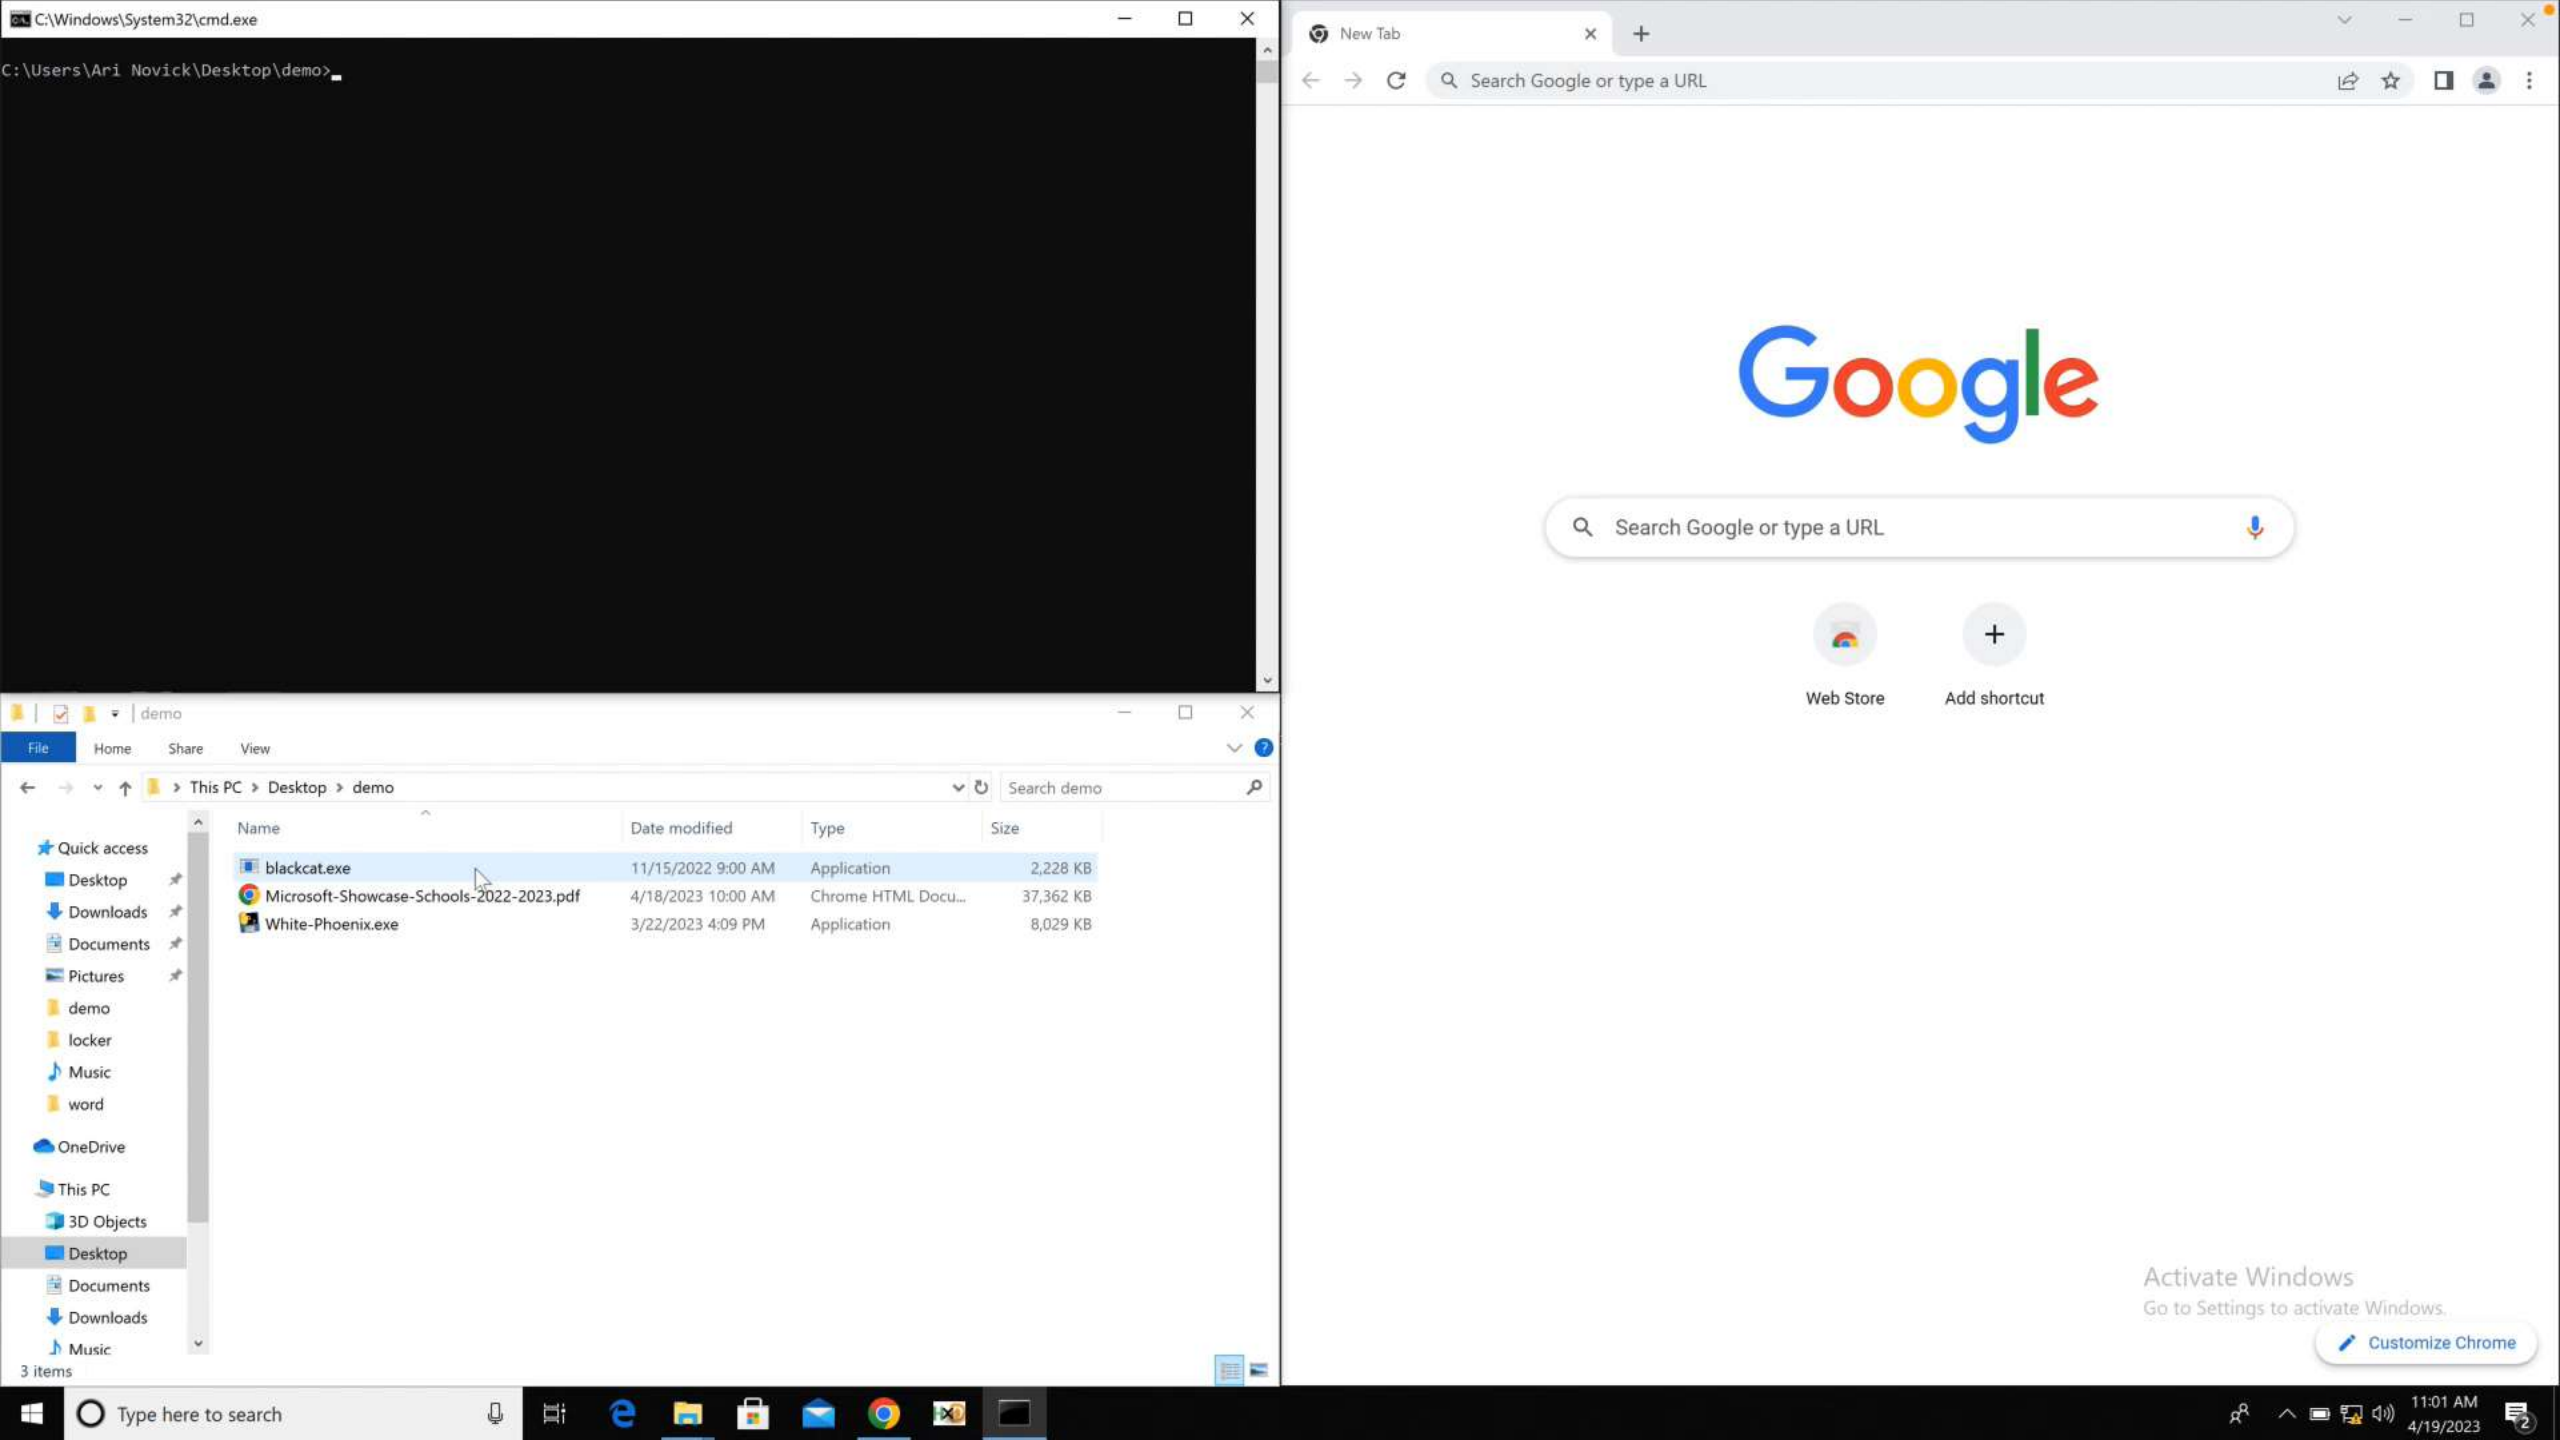 C:\Windows\System32\cmd.exe
C:\Users\Ari Novick\Desktop\demo>
New Tab
Search Google or type a URL
Google
Search Google or type a URL
Web Store
Add shortcut
demo
File Home Share View
This PC > Desktop > demo
Search demo
Name Date modified Type Size
blackcat.exe 11/15/2022 9:00 AM Application 2,228 KB
Microsoft-Showcase-Schools-2022-2023.pdf 4/18/2023 10:00 AM Chrome HTML Docu... 37,362 KB
White-Phoenix.exe 3/22/2023 4:09 PM Application 8,029 KB
Quick access
Desktop
Downloads
Documents
Pictures
demo
locker
Music
word
OneDrive
This PC
3D Objects
Desktop
Documents
Downloads
Music
3 items
Activate Windows
Go to Settings to activate Windows.
Customize Chrome
Type here to search
11:01 AM
4/19/2023
2